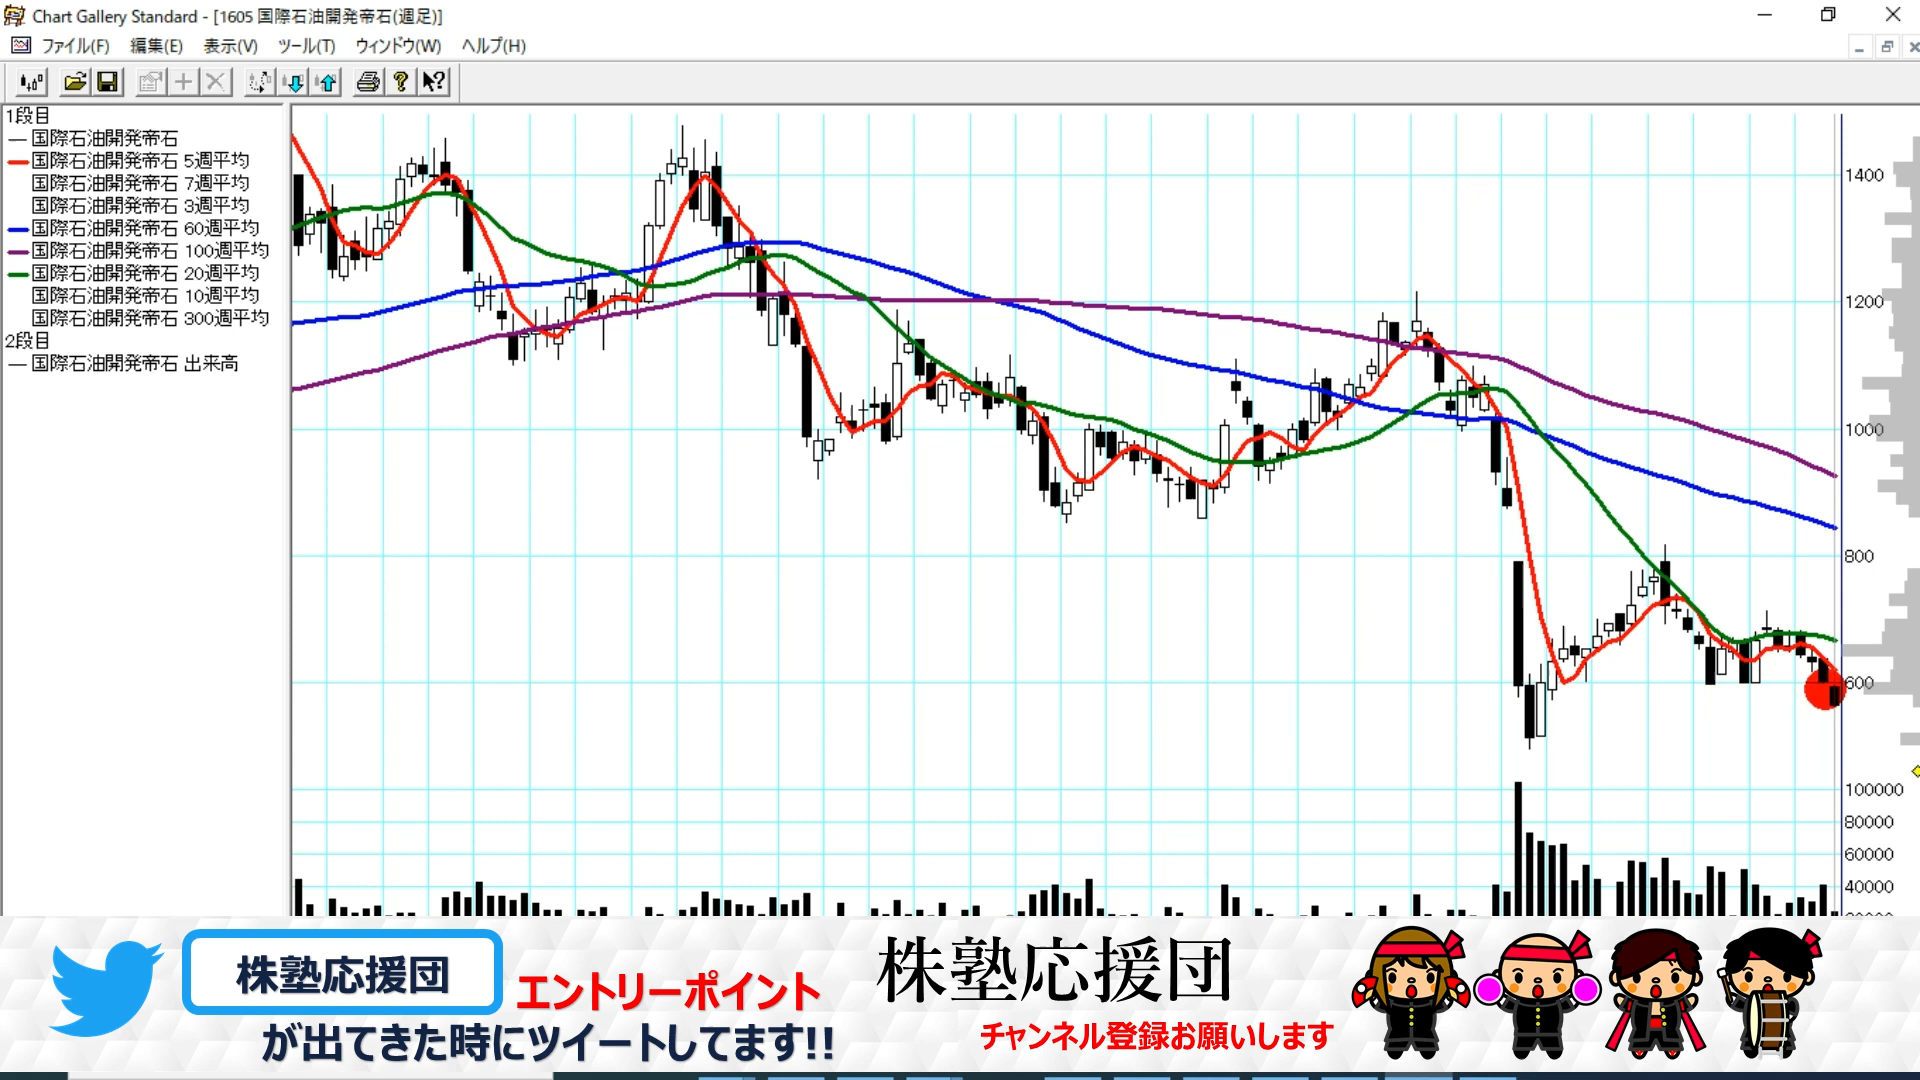 Chart Gallery Standard - [1605 国際石油開発帝石(週足)]
ファイル(F) 編集(E) 表示(V) ツール(T) ウィンドウ(W) ヘルプ(H)
1段目
国際石油開発帝石
国際石油開発帝石 5週平均
国際石油開発帝石 7週平均
国際石油開発帝石 3週平均
国際石油開発帝石 60週平均
国際石油開発帝石 100週平均
国際石油開発帝石 20週平均
国際石油開発帝石 10週平均
国際石油開発帝石 300週平均
2段目
国際石油開発帝石 出来高
1400
1200
1000
800
600
100000
80000
60000
40000
株塾応援団
エントリーポイント
が出てきた時にツイートしてます!!
株塾応援団
チャンネル登録お願いします